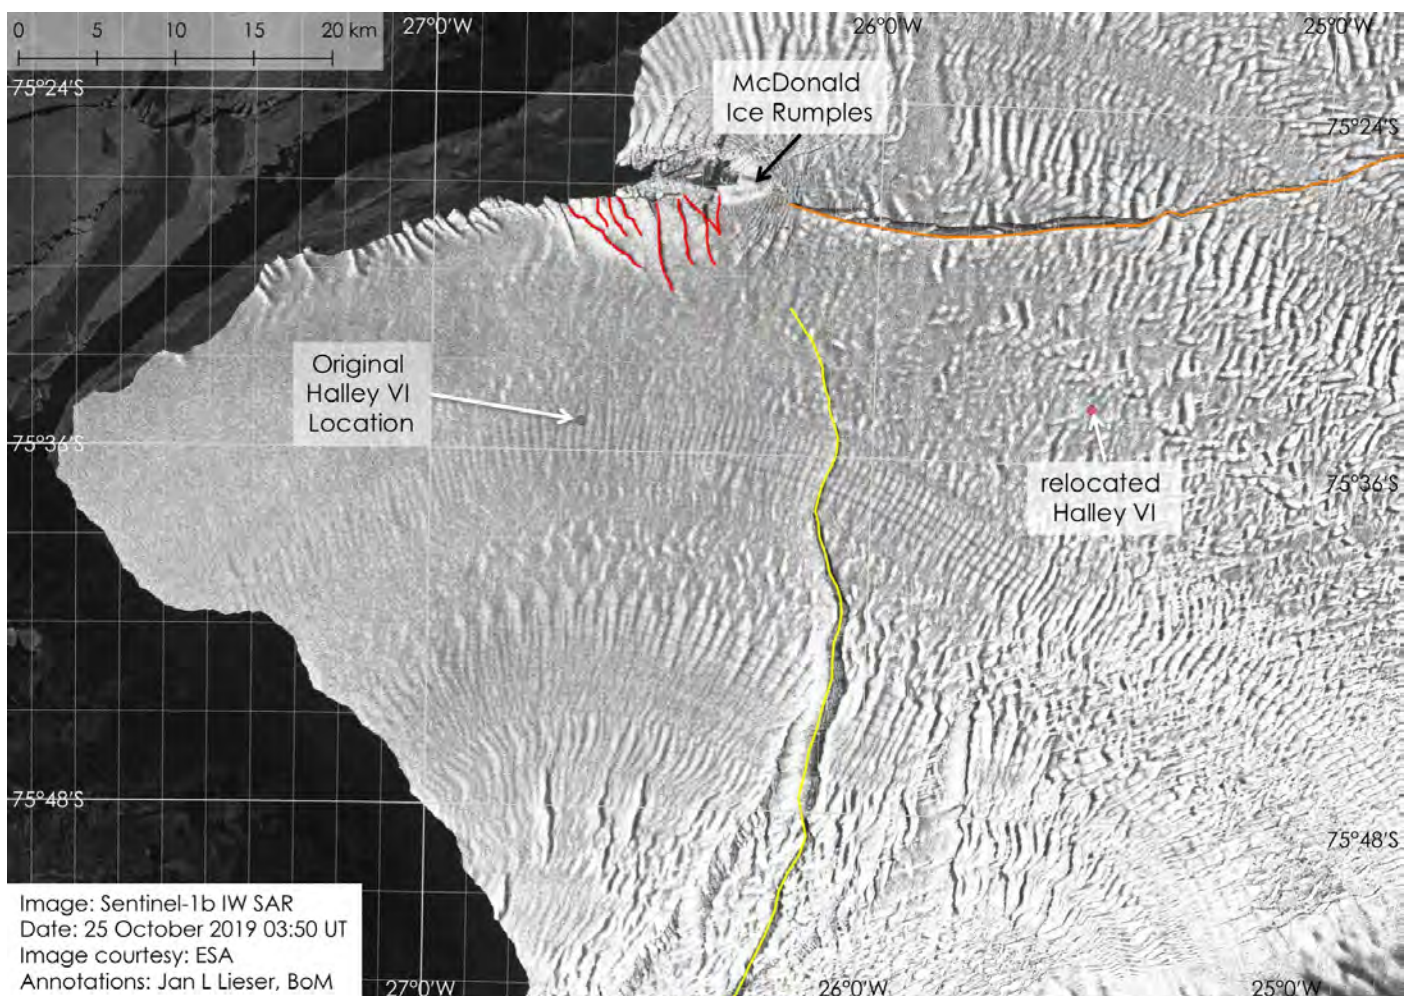 0 5 10 15 20 km
27°0'W 26°0'W 25°0'W
75°24'S
McDonald
Ice Rumples
75°24'S
Original
Halley VI
Location
75°36'S
relocated
Halley VI
75°36'S
75°48'S
75°48'S
Image: Sentinel-1b IW SAR
Date: 25 October 2019 03:50 UT
Image courtesy: ESA
Annotations: Jan L Lieser, BoM
27°0'W 26°0'W 25°0'W